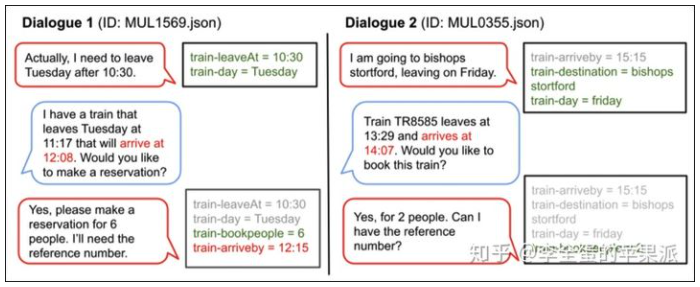 Dialogue 1 (ID: MUL1569.json)
Actually, I need to leave
Tuesday after 10:30.
train-leaveAt = 10:30
train-day = Tuesday
I have a train that
leaves Tuesday at
11:17 that will arrive at
12:08. Would you like
to make a reservation?
Yes, please make a
reservation for 6
people. I'll need the
reference number.
train-leaveAt = 10:30
train-day = Tuesday
train-bookpeople = 6
train-arriveby = 12:15
Dialogue 2 (ID: MUL0355.json)
I am going to bishops
stortford, leaving on Friday.
train-arriveby = 15:15
train-destination = bishops
stortford
train-day = friday
Train TR8585 leaves at
13:29 and arrives at
14:07. Would you like to
book this train?
Yes, for 2 people. Can I
have the reference
number?
train-arriveby = 15:15
train-destination = bishops
stortford
train-day = friday
知乎 @的苹果派